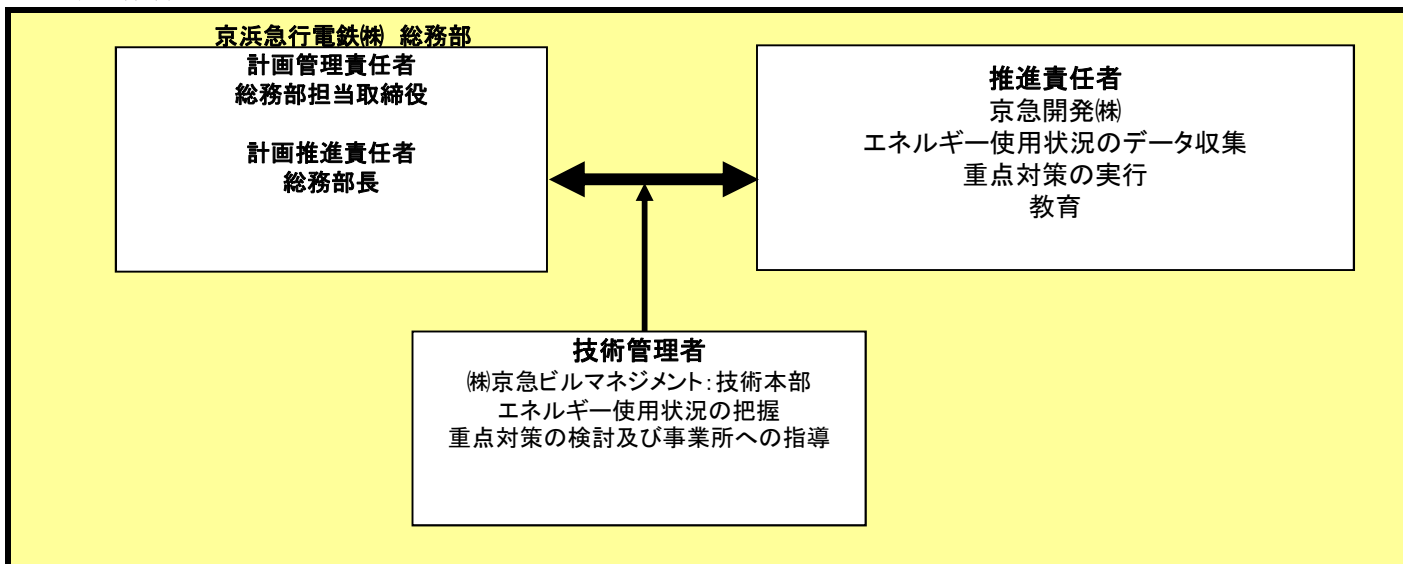 京浜急行電鉄㈱ 総務部
計画管理責任者
総務部担当取締役
計画推進責任者
総務部長
推進責任者
京急開発㈱
エネルギー使用状況のデータ収集
重点対策の実行
教育
技術管理者
㈱京急ビルマネジメント：技術本部
エネルギー使用状況の把握
重点対策の検討及び事業所への指導